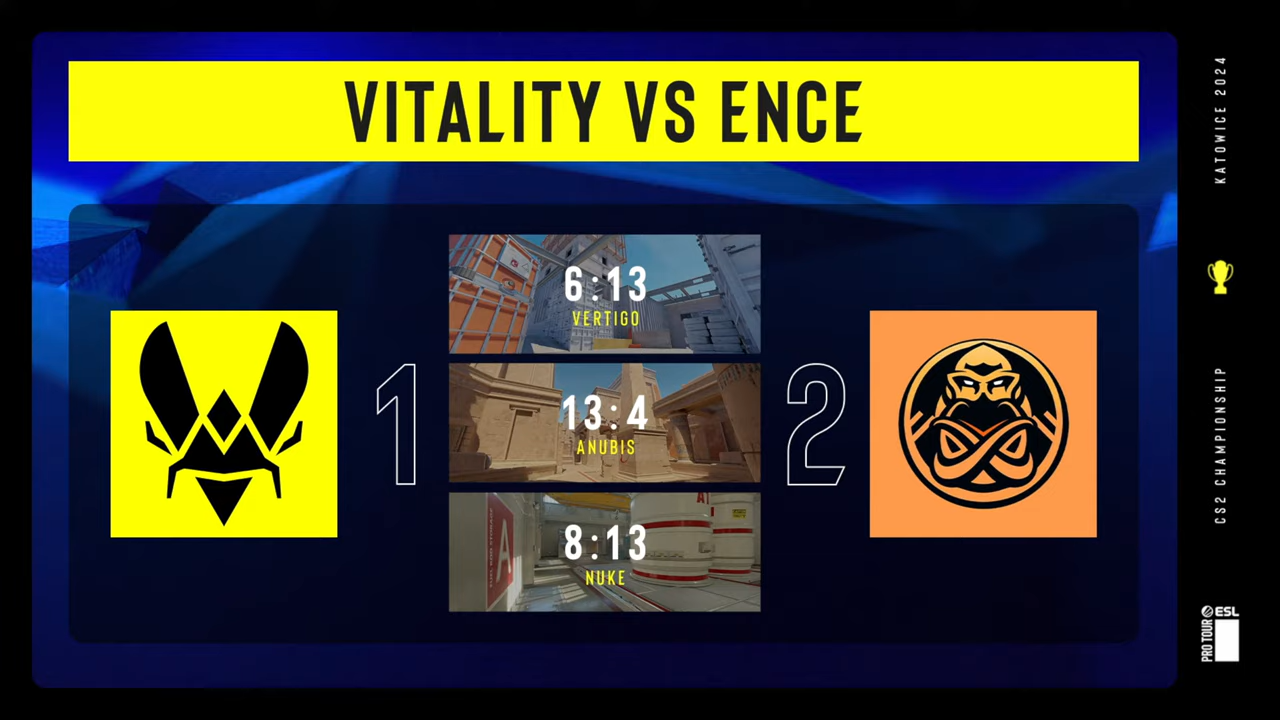 VITALITY VS ENCE
1
6:13
VERTIGO
13:4
ANUBIS
8:13
NUKE
2
KATOWICE 2024
CS2 CHAMPIONSHIP
ESL
PRO TOUR
A